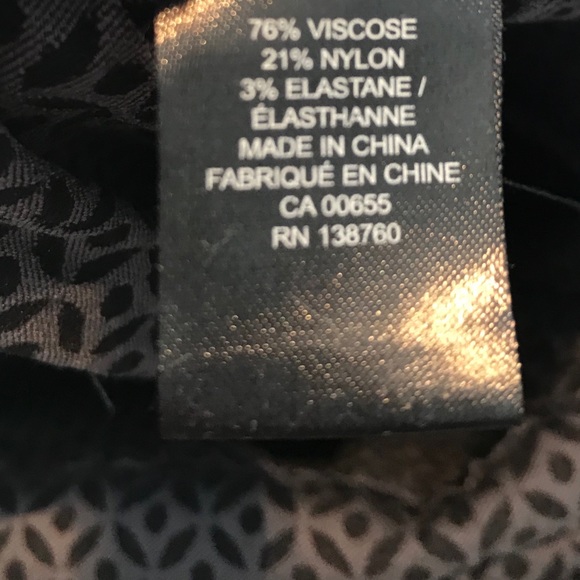 76% VISCOSE
21% NYLON
3% ELASTANE /
ÉLASTHANNE
MADE IN CHINA
FABRIQUÉ EN CHINE
CA 00655
RN 138760